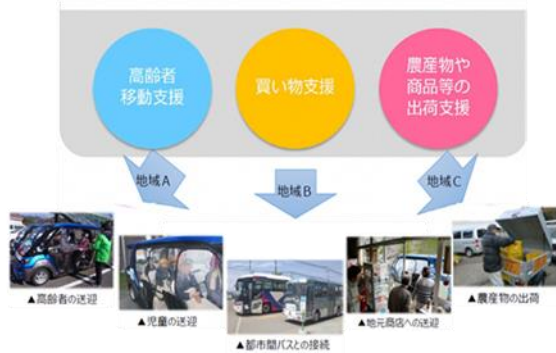 高齢者
移動支援
買い物支援
農産物や
商品等の
出荷支援
地域A
地域B
地域C
▲高齢者の送迎
▲児童の送迎
▲都市間バスとの接続
▲地元商店への送迎
▲農産物の出荷